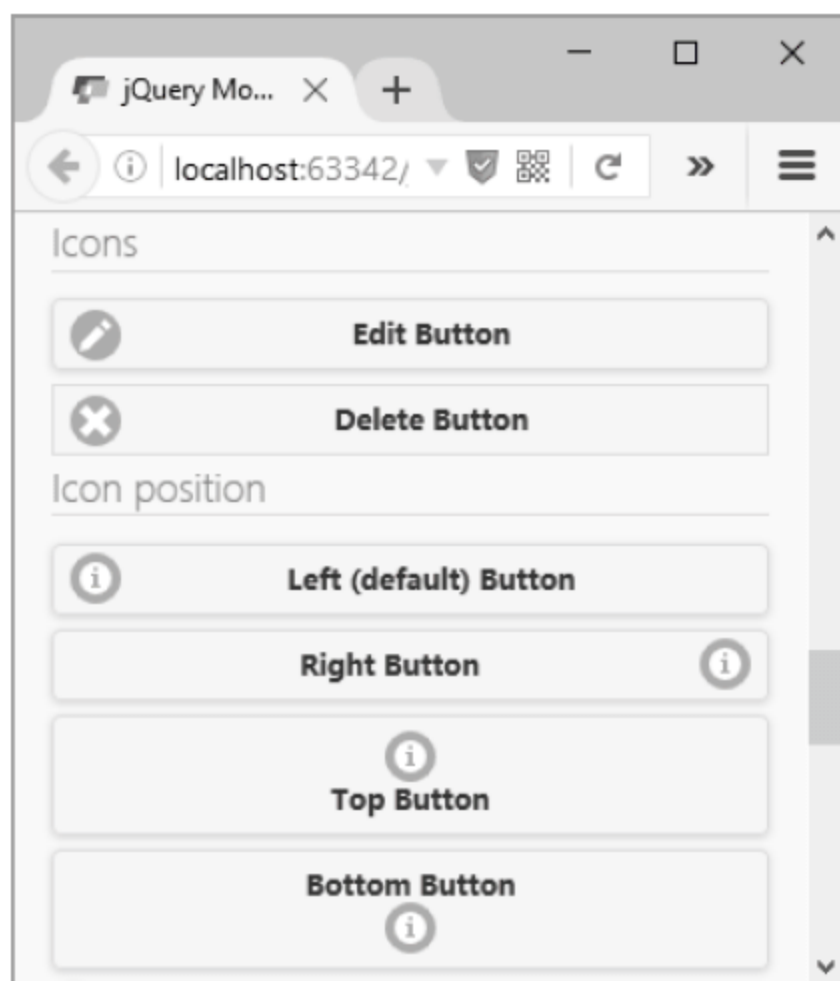 jQuery Mo...
localhost:63342/
Icons
Edit Button
Delete Button
Icon position
Left (default) Button
Right Button
Top Button
Bottom Button